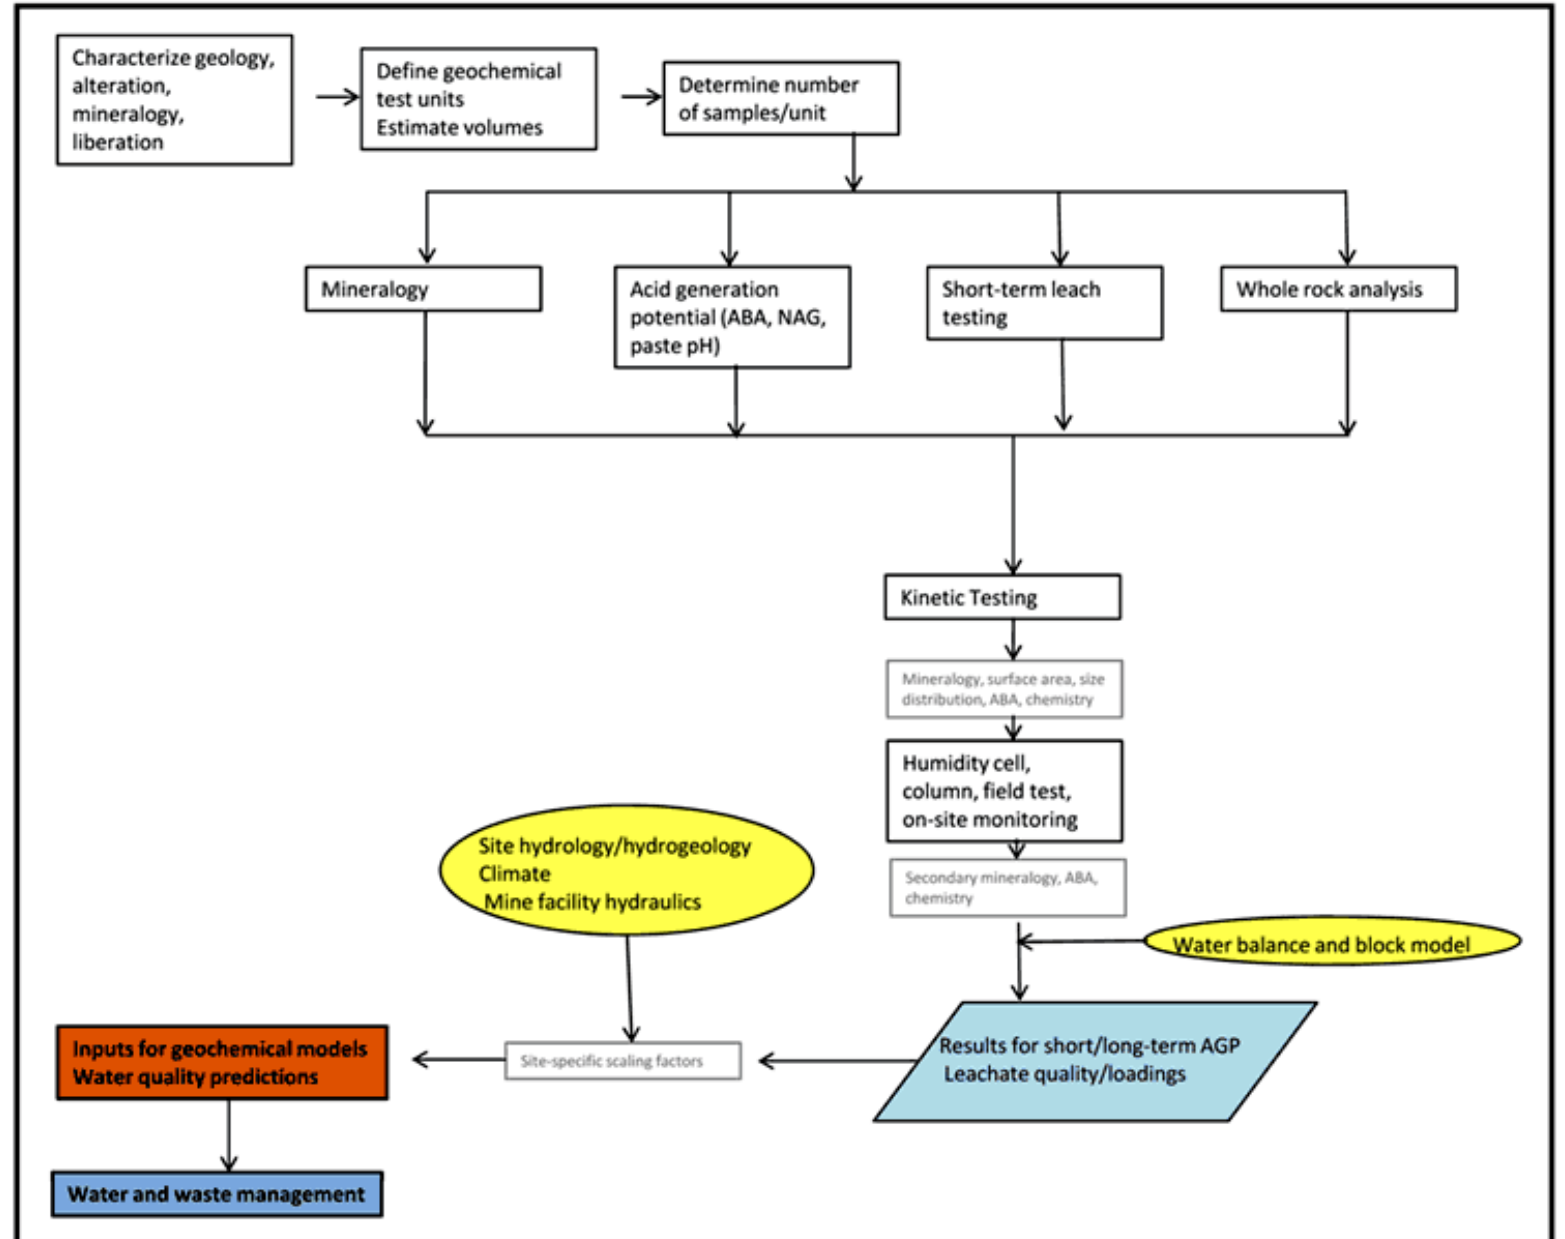 Characterize geology,
alteration,
mineralogy,
liberation
Define geochemical
test units
Estimate volumes
Determine number
of samples/unit
Mineralogy
Acid generation
potential (ABA, NAG,
paste pH)
Short-term leach
testing
Whole rock analysis
Kinetic Testing
Mineralogy, surface area, size
distribution, ABA, chemistry
Humidity cell,
column, field test,
on-site monitoring
Secondary mineralogy, ABA,
chemistry
Site hydrology/hydrogeology
Climate
Mine facility hydraulics
Water balance and block model
Results for short/long-term AGP
Leachate quality/loadings
Site-specific scaling factors
Inputs for geochemical models
Water quality predictions
Water and waste management